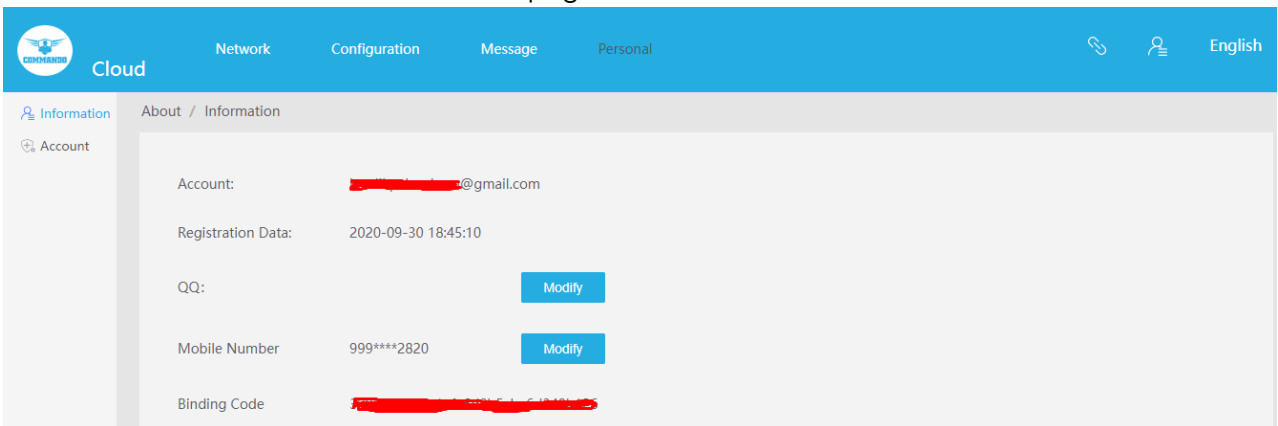 COMMANDO
Cloud
Network Configuration Message Personal English
Information
Account
About / Information
Account: @gmail.com
Registration Data: 2020-09-30 18:45:10
QQ: Modify
Mobile Number 999****2820 Modify
Binding Code